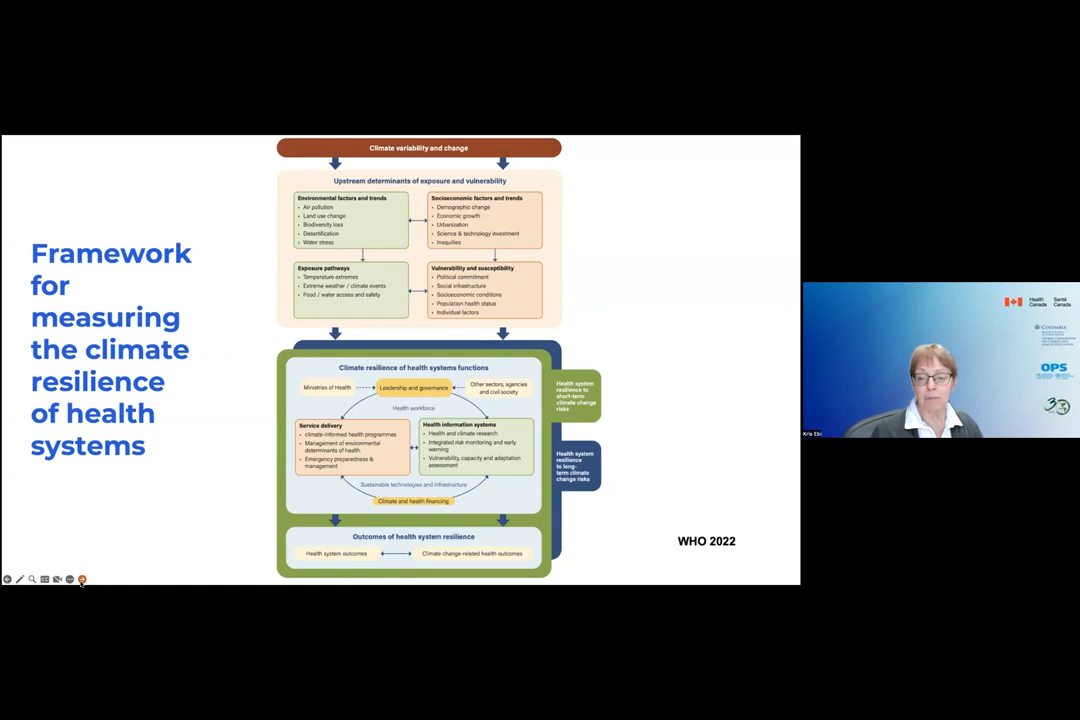 Framework
for
measuring
the climate
resilience
of health
systems
Climate variability and change
Upstream determinants of exposure and vulnerability
Environmental factors and trends
• Air pollution
• Land use change
• Biodiversity loss
• Desertification
• Water stress
Socioeconomic factors and trends
• Demographic change
• Economic growth
• Urbanization
• Science & technology investment
• Inequities
Exposure pathways
• Temperature extremes
• Extreme weather / climate events
• Food / water access and safety
Vulnerability and susceptibility
• Political commitment
• Social infrastructure
• Socioeconomic conditions
• Population health status
• Individual factors
Climate resilience of health systems functions
Ministries of Health
Leadership and governance
Other sectors, agencies
and civil society
Health workforce
Service delivery
• climate-informed health programmes
• Management of environmental
determinants of health
• Emergency preparedness &
management
Health information systems
• Health and climate research
• Integrated risk monitoring and early
warning
• Vulnerability, capacity and adaptation
assessment
Sustainable technologies and infrastructure
Climate and health financing
Outcomes of health system resilience
Health system outcomes
Climate change-related health outcomes
Health system
resilience to
short-term
climate change
risks
Health system
resilience
to long-
term climate
change risks
WHO 2022
Health
Canada
Santé
Canada
COLUMBIA
OPS
30
Kris Ebi